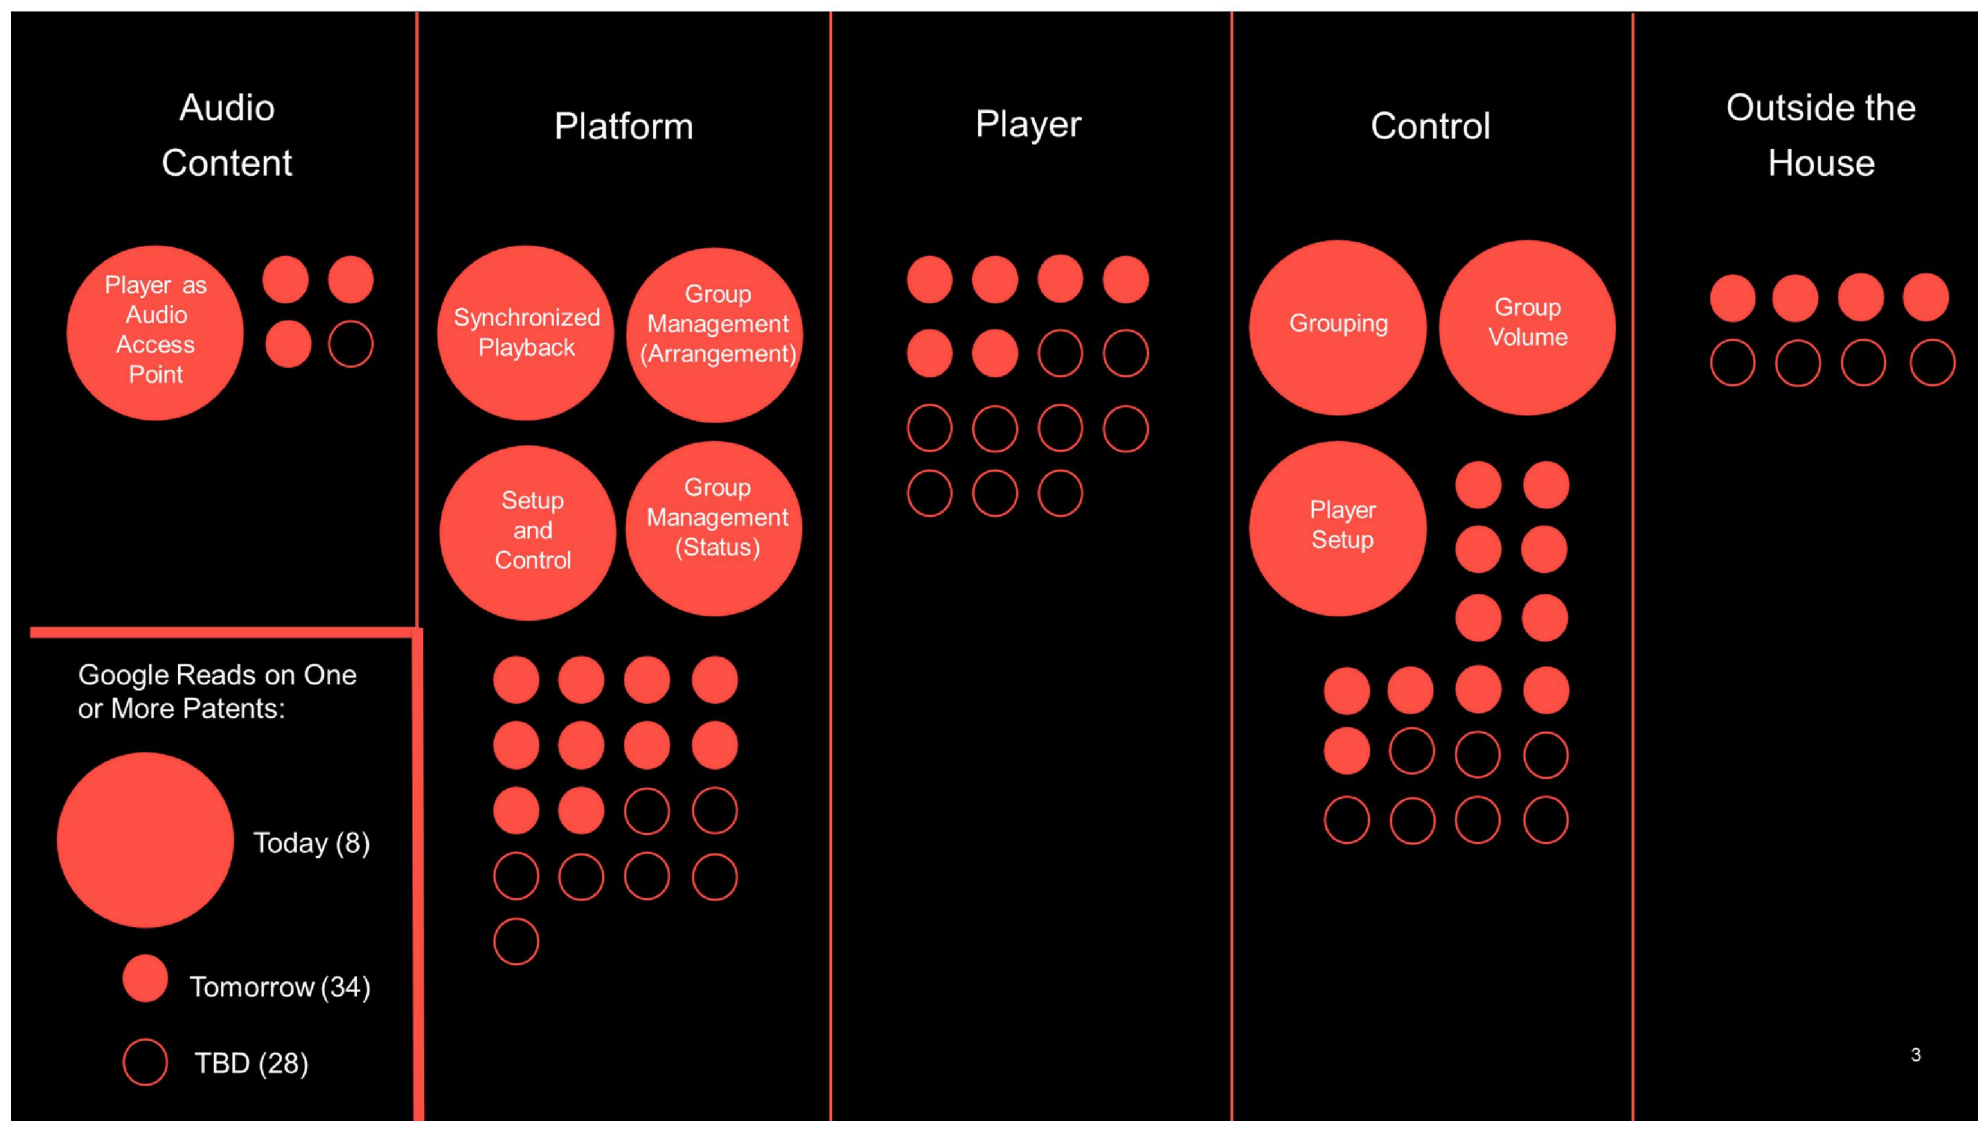 Audio
Content
Platform
Player
Control
Outside the
House
Player as
Audio
Access
Point
Synchronized
Playback
Group
Management
(Arrangement)
Setup
and
Control
Group
Management
(Status)
Grouping
Group
Volume
Player
Setup
Google Reads on One
or More Patents:
Today (8)
Tomorrow (34)
TBD (28)
3